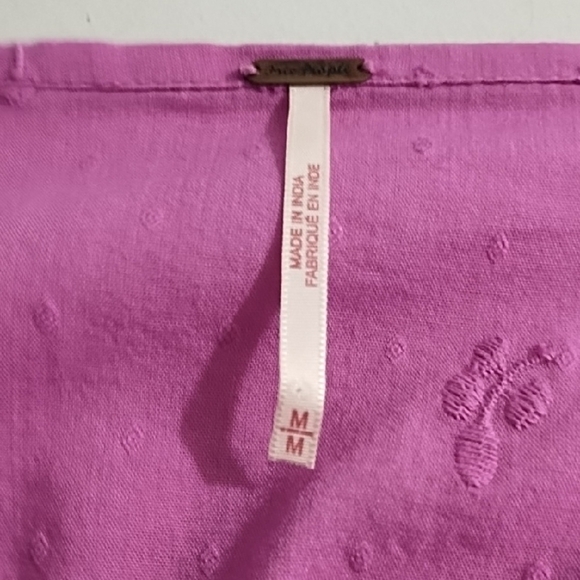 free people
MADE IN INDIA
FABRIQUÉ EN INDE
M
M